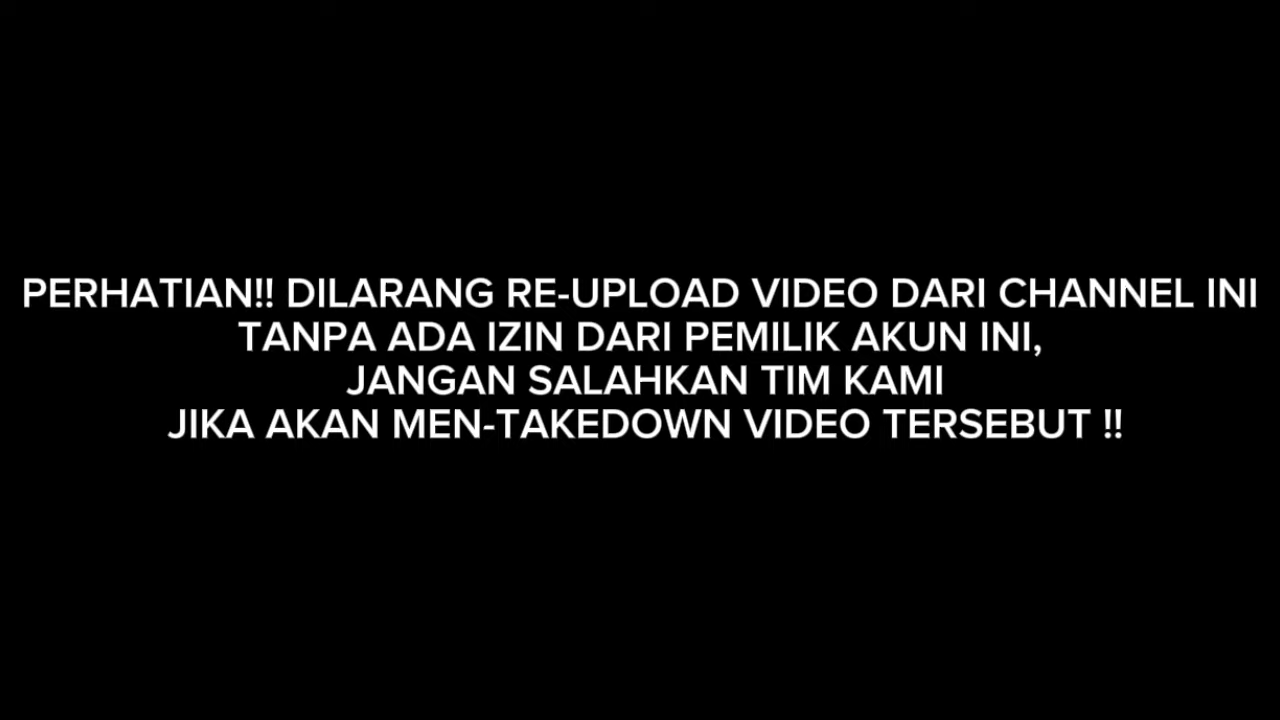 PERHATIAN!! DILARANG RE-UPLOAD VIDEO DARI CHANNEL INI
TANPA ADA IZIN DARI PEMILIK AKUN INI,
JANGAN SALAHKAN TIM KAMI
JIKA AKAN MEN-TAKEDOWN VIDEO TERSEBUT !!